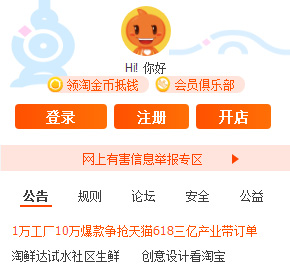 Hi! 你好
领淘金币抵钱 会员俱乐部
登录 注册 开店
网上有害信息举报专区
公告 规则 论坛 安全 公益
1万工厂10万爆款争抢天猫618三亿产业带订单
淘鲜达试水社区生鲜 创意设计看淘宝